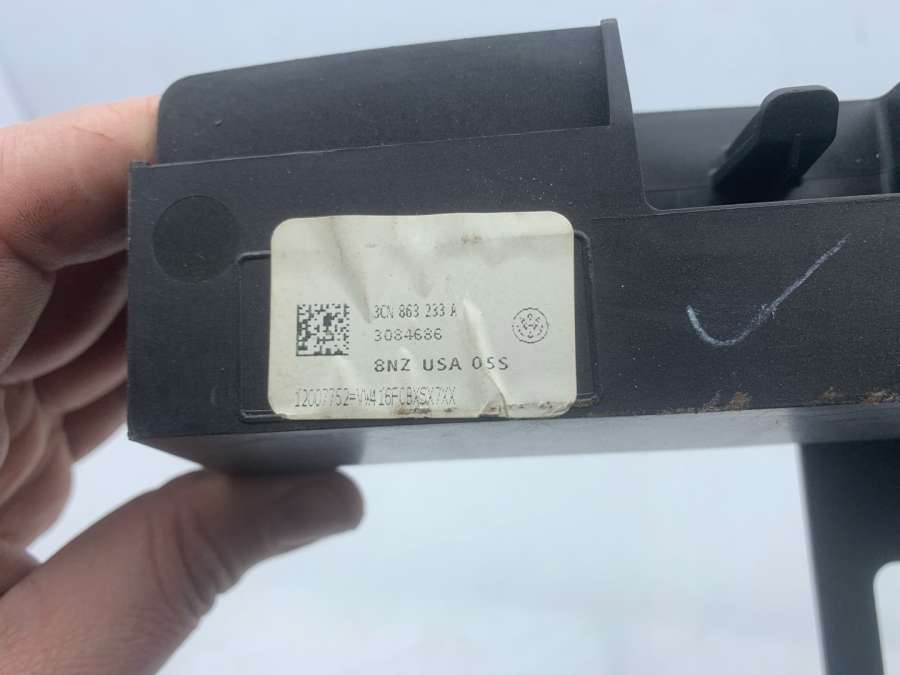 3CN 863 233 A
3084686
8NZ USA 05S
12007752=VW416FCBXSX7XX